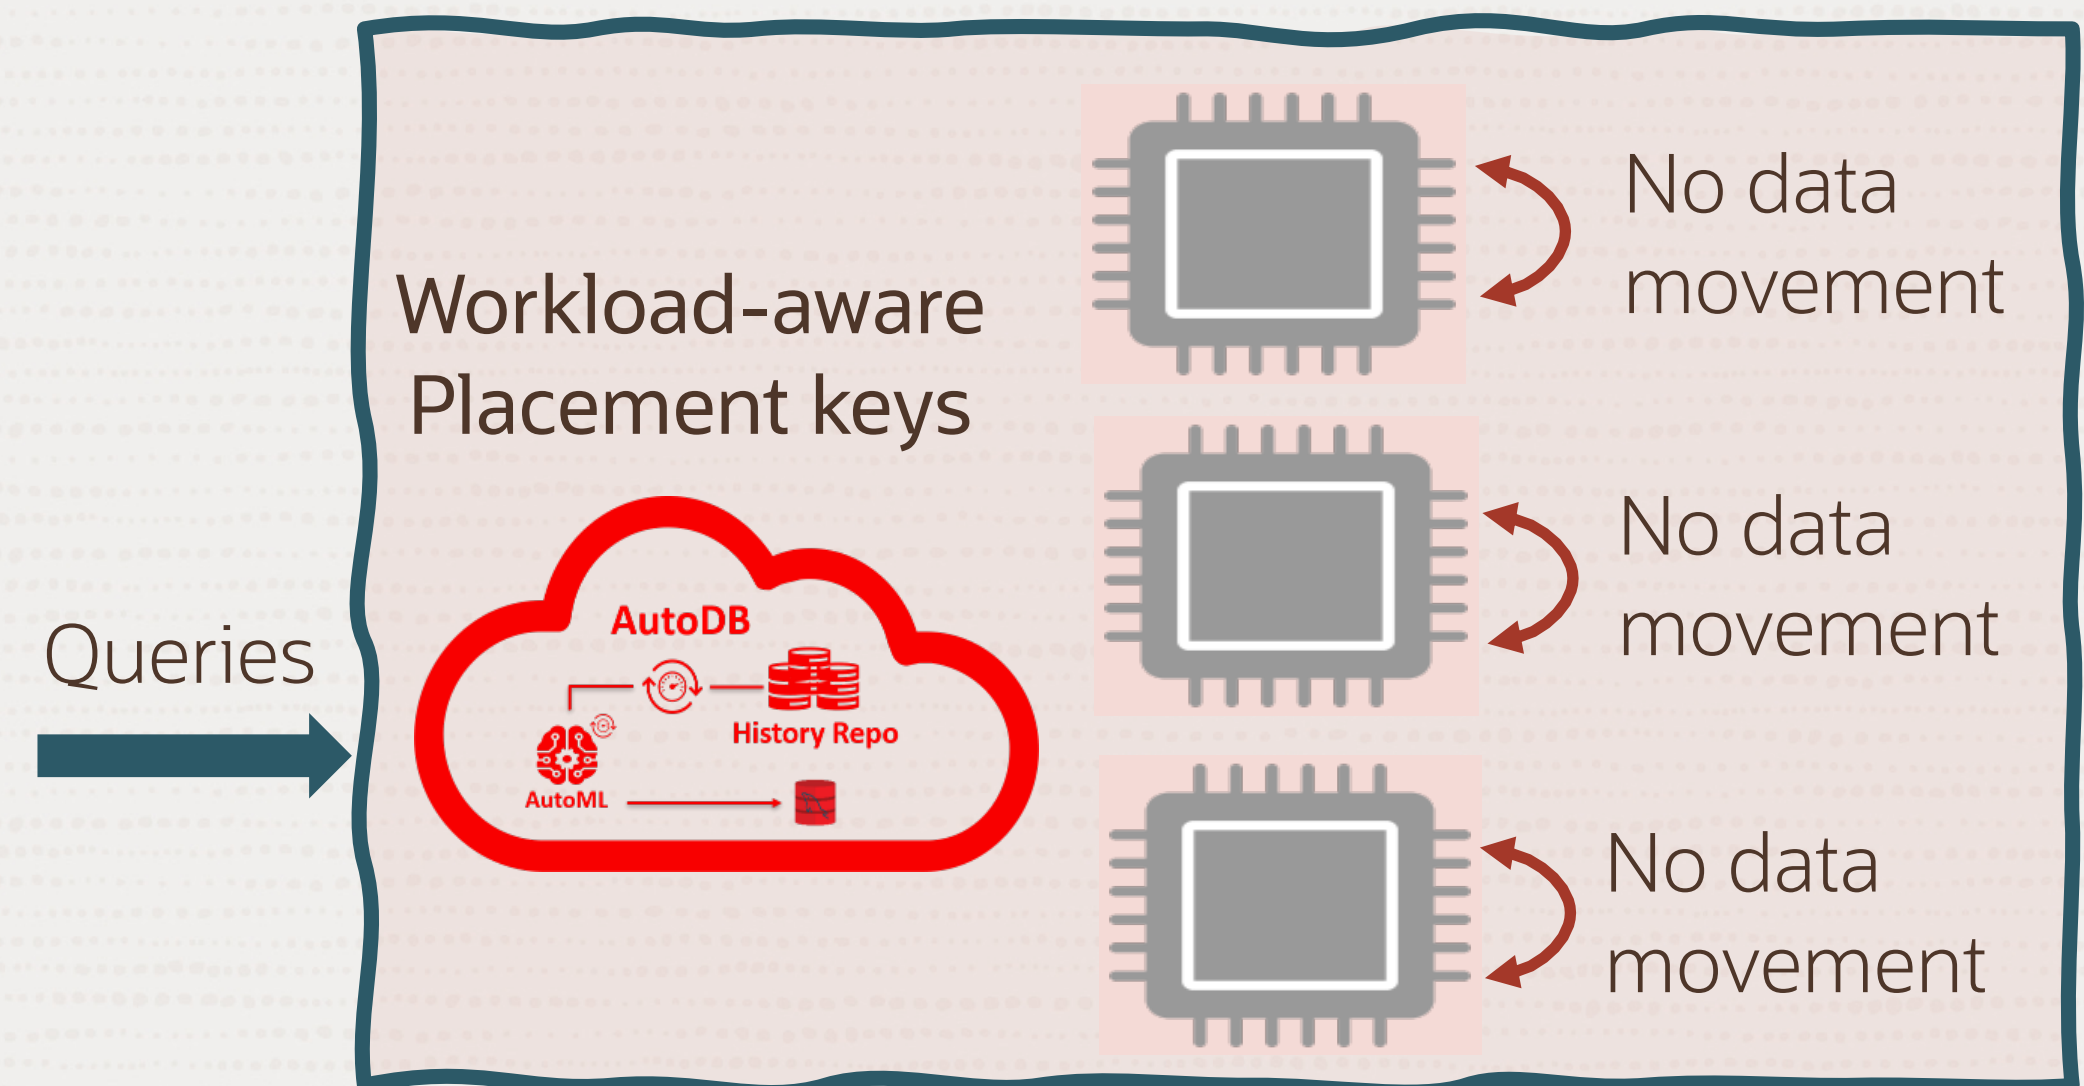 Queries
Workload-aware
Placement keys
AutoDB
History Repo
AutoML
No data
movement
No data
movement
No data
movement